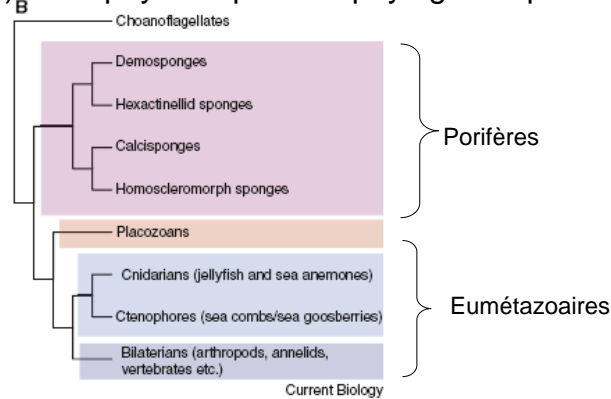 B
Choanoflagellates
Demosponges
Hexactinellid sponges
Calcisponges
Homoscleromorph sponges
Porifères
Placozoans
Cnidarians (jellyfish and sea anemones)
Ctenophores (sea combs/sea goosberries)
Eumétazoaires
Bilaterians (arthropods, annelids,
vertebrates etc.)
Current Biology